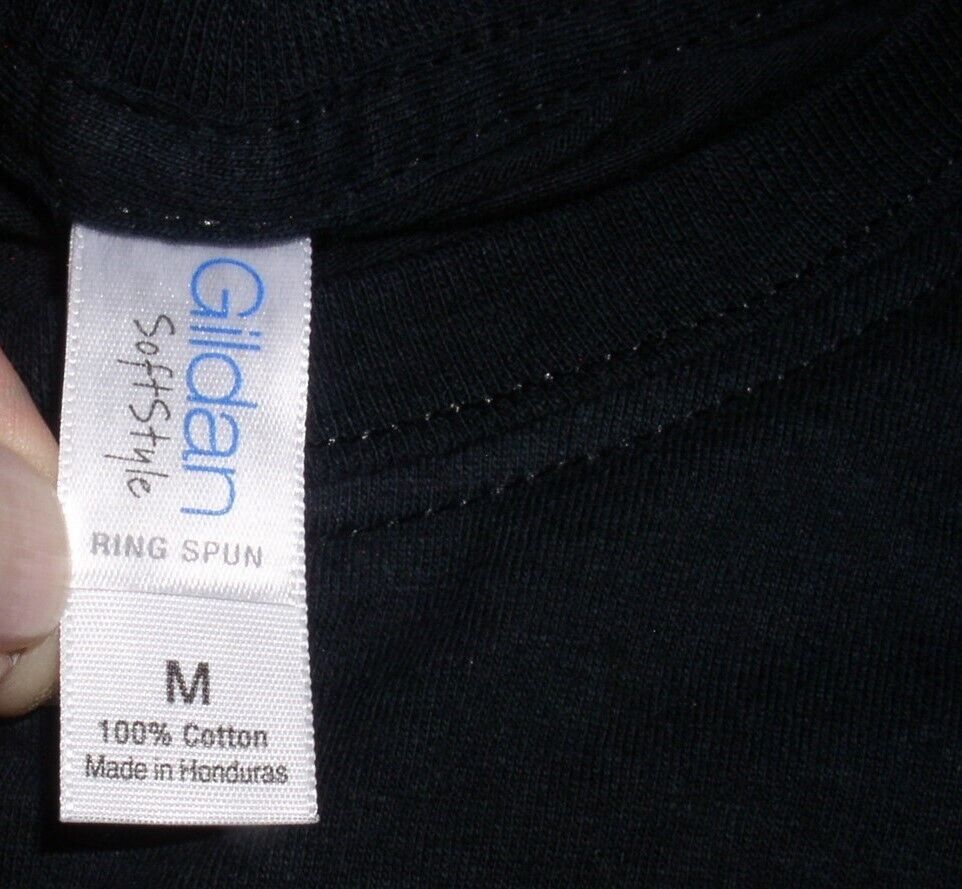 Gildan
SoftStyle
RING SPUN
M
100% Cotton
Made in Honduras